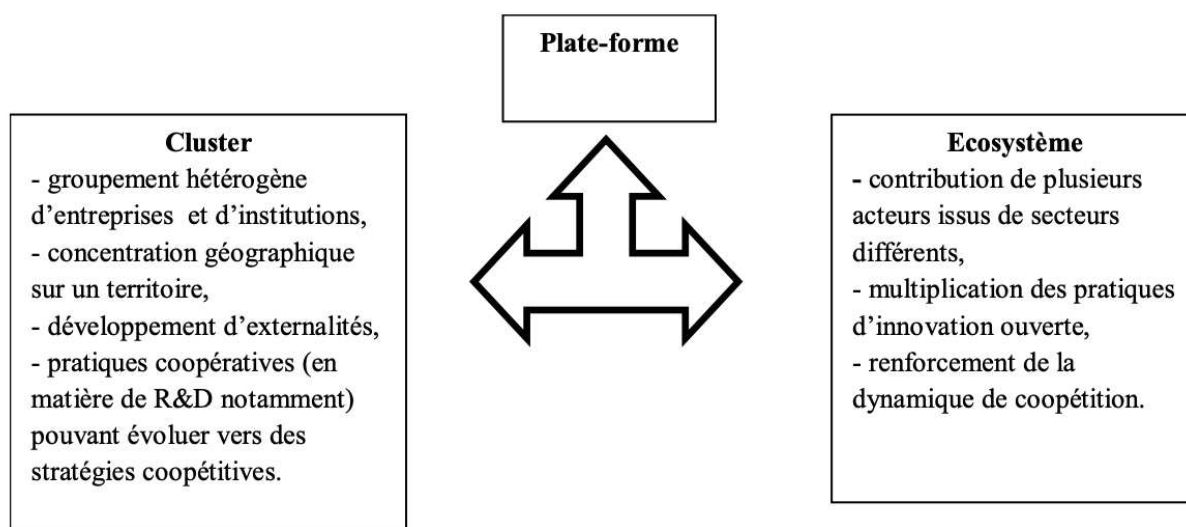 Plate-forme
Cluster
- groupement hétérogène
d’entreprises et d’institutions,
- concentration géographique
sur un territoire,
- développement d’externalités,
- pratiques coopératives (en
matière de R&D notamment)
pouvant évoluer vers des
stratégies coopétitives.
Ecosystème
- contribution de plusieurs
acteurs issus de secteurs
différents,
- multiplication des pratiques
d’innovation ouverte,
- renforcement de la
dynamique de coopétition.